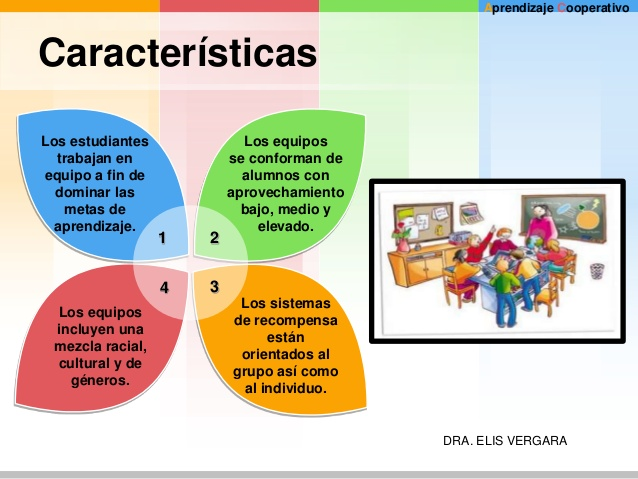 Aprendizaje Cooperativo
Características
Los estudiantes
trabajan en
equipo a fin de
dominar las
metas de
aprendizaje.
1
Los equipos
se conforman de
alumnos con
aprovechamiento
bajo, medio y
elevado.
2
Los sistemas
de recompensa
están
orientados al
grupo así como
al individuo.
3
Los equipos
incluyen una
mezcla racial,
cultural y de
géneros.
4
DRA. ELIS VERGARA